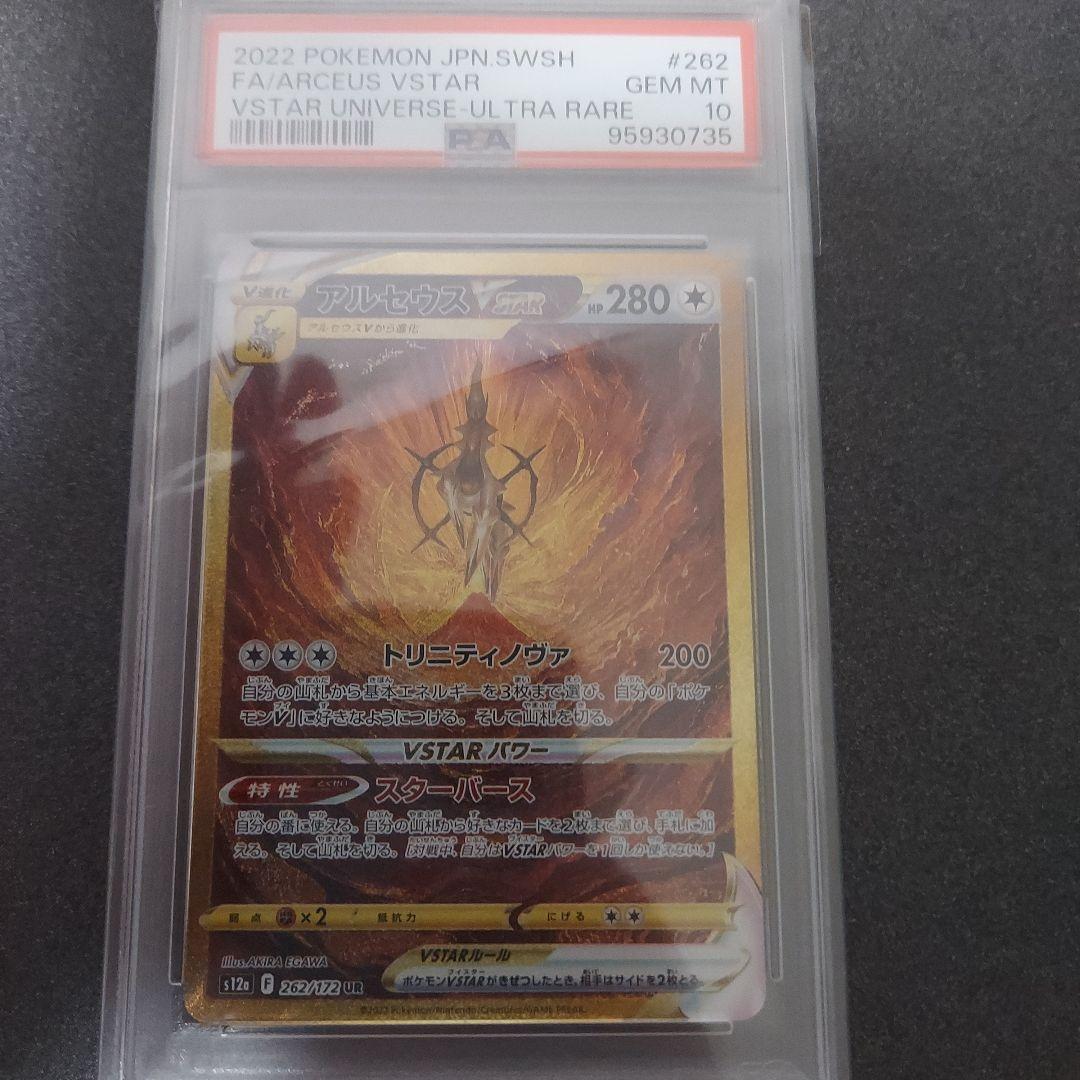 2022 POKEMON JPN.SWSH #262
FA/ARCEUS VSTAR GEM MT
VSTAR UNIVERSE-ULTRA RARE 10
PSA 95930735
V進化 アルセウス VSTAR HP 280
アルセウスVから進化
トリニティノヴァ 200
自分の山札から基本エネルギーを3枚まで選び、自分の「ポケ
モンV」に好きなようにつける。そして山札を切る。
VSTARパワー
特性 スターバース
自分の番に使える。自分の山札から好きなカードを2枚まで選び、手札に加
える。そして山札を切る。[対戦中、自分はVSTARパワーを1回しか使えない。]
弱点 ×2 抵抗力 にげる
VSTARルール
ポケモンVSTARがきぜつしたとき、相手はサイドを2枚とる。
Illus. AKIRA EGAWA
s12a F 262/172 UR
©2022 Pokémon/Nintendo/Creatures/GAME FREAK.